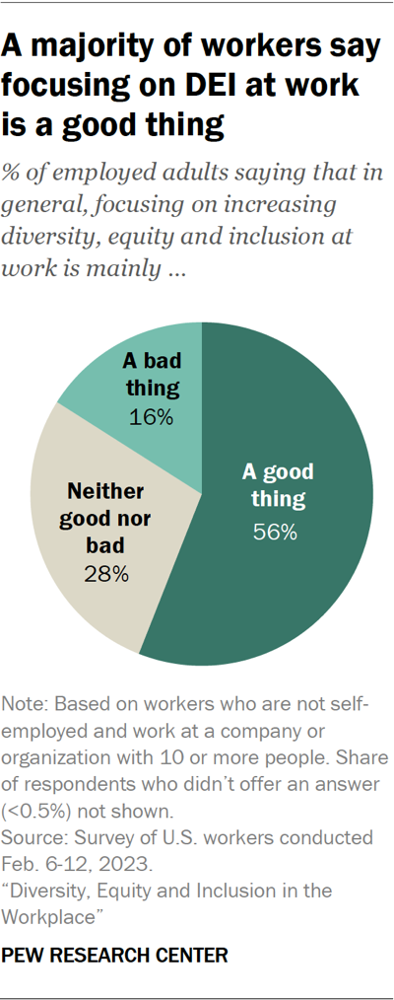 A majority of workers say
focusing on DEI at work
is a good thing
% of employed adults saying that in
general, focusing on increasing
diversity, equity and inclusion at
work is mainly ...
A bad
thing
16%
A good
thing
56%
Neither
good nor
bad
28%
Note: Based on workers who are not self-
employed and work at a company or
organization with 10 or more people. Share
of respondents who didn’t offer an answer
(<0.5%) not shown.
Source: Survey of U.S. workers conducted
Feb. 6-12, 2023.
“Diversity, Equity and Inclusion in the
Workplace”
PEW RESEARCH CENTER